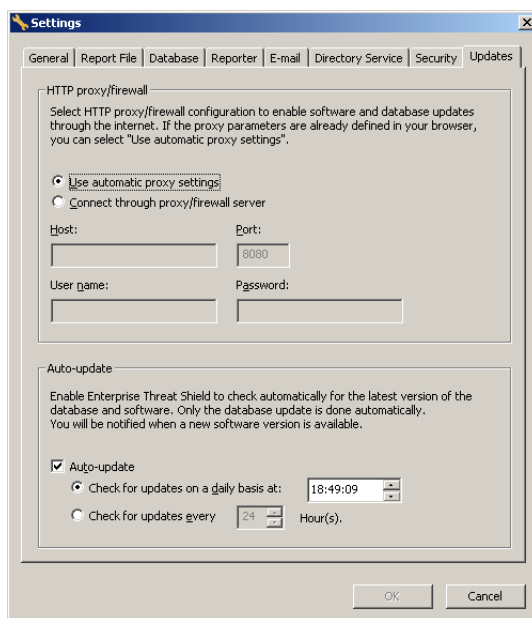 Settings
General Report File Database Reporter E-mail Directory Service Security Updates
HTTP proxy/firewall
Select HTTP proxy/firewall configuration to enable software and database updates
through the internet. If the proxy parameters are already defined in your browser,
you can select "Use automatic proxy settings".
Use automatic proxy settings
Connect through proxy/firewall server
Host: Port:
8080
User name: Password:
Auto-update
Enable Enterprise Threat Shield to check automatically for the latest version of the
database and software. Only the database update is done automatically.
You will be notified when a new software version is available.
Auto-update
Check for updates on a daily basis at: 18:49:09
Check for updates every 24 Hour(s).
OK Cancel